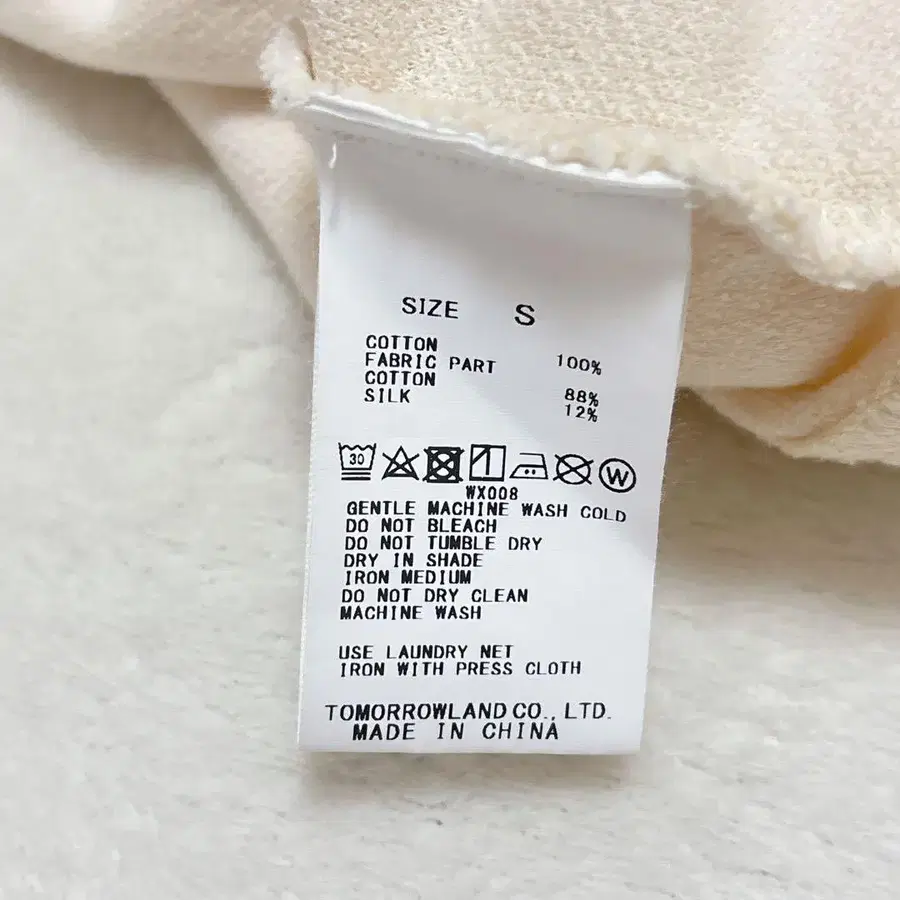 SIZE S
COTTON
FABRIC PART 100%
COTTON 88%
SILK 12%
30 W
WX008
GENTLE MACHINE WASH COLD
DO NOT BLEACH
DO NOT TUMBLE DRY
DRY IN SHADE
IRON MEDIUM
DO NOT DRY CLEAN
MACHINE WASH
USE LAUNDRY NET
IRON WITH PRESS CLOTH
TOMORROWLAND CO., LTD.
MADE IN CHINA